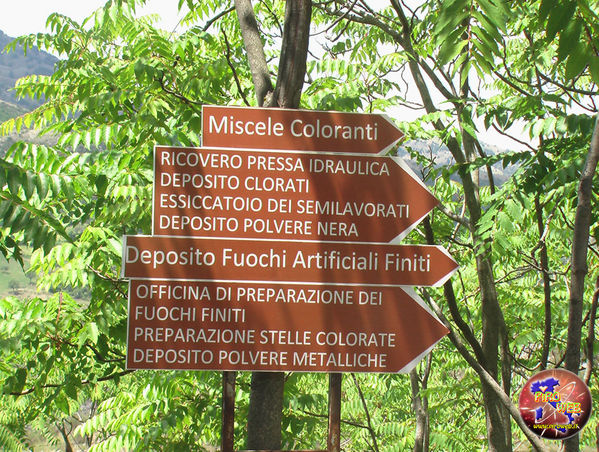 Miscele Coloranti
RICOVERO PRESSA IDRAULICA
DEPOSITO CLORATI
ESSICCATOIO DEI SEMILAVORATI
DEPOSITO POLVERE NERA
Deposito Fuochi Artificiali Finiti
OFFICINA DI PREPARAZIONE DEI
FUOCHI FINITI
PREPARAZIONE STELLE COLORATE
DEPOSITO POLVERE METALLICHE